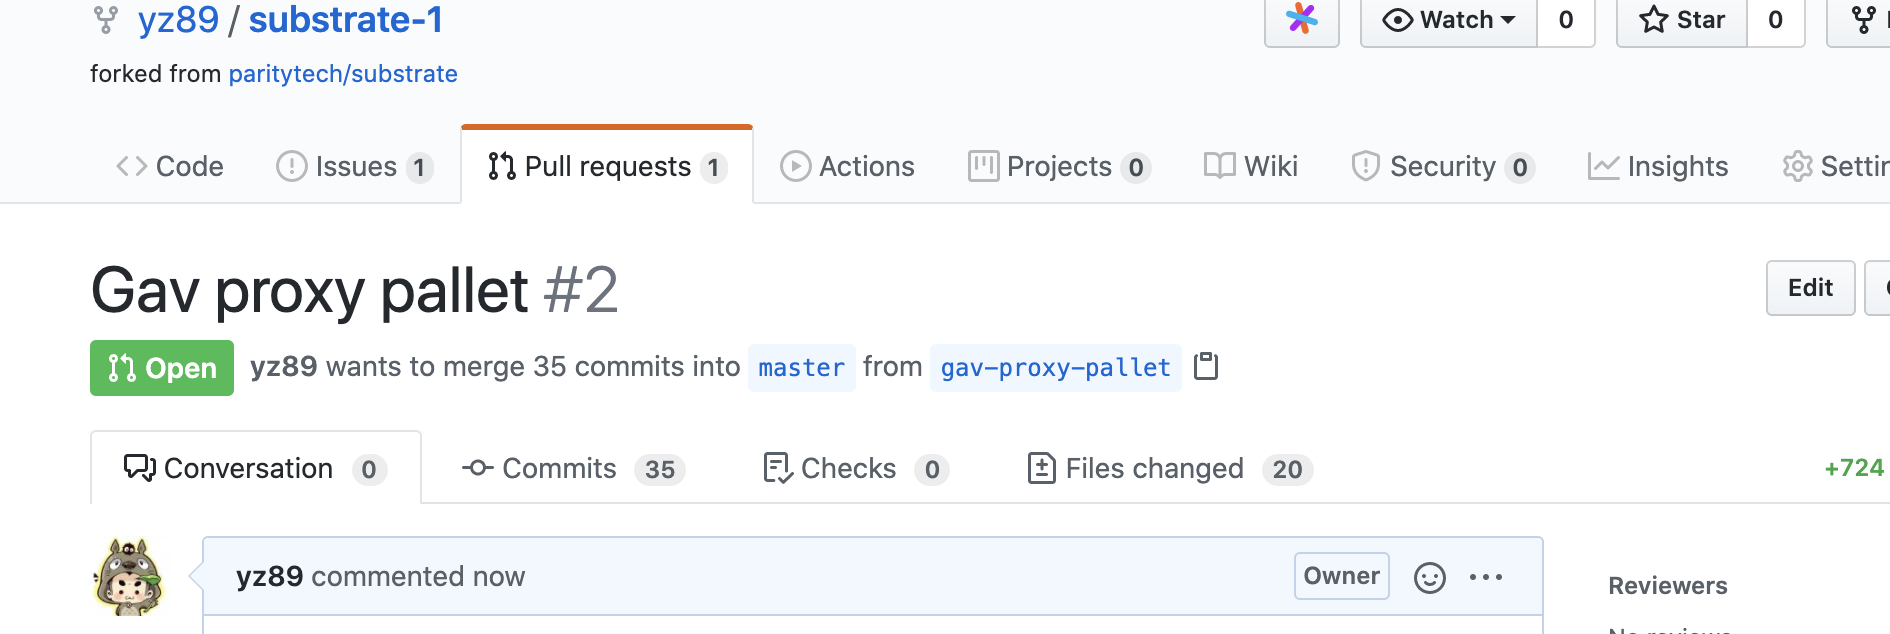 yz89 / substrate-1
Watch 0
Star 0
forked from paritytech/substrate
Code
Issues 1
Pull requests 1
Actions
Projects 0
Wiki
Security 0
Insights
Settin
Gav proxy pallet #2
Edit
Open
yz89 wants to merge 35 commits into master from gav-proxy-pallet
Conversation 0
Commits 35
Checks 0
Files changed 20
+724
yz89 commented now
Owner
Reviewers
No reviews